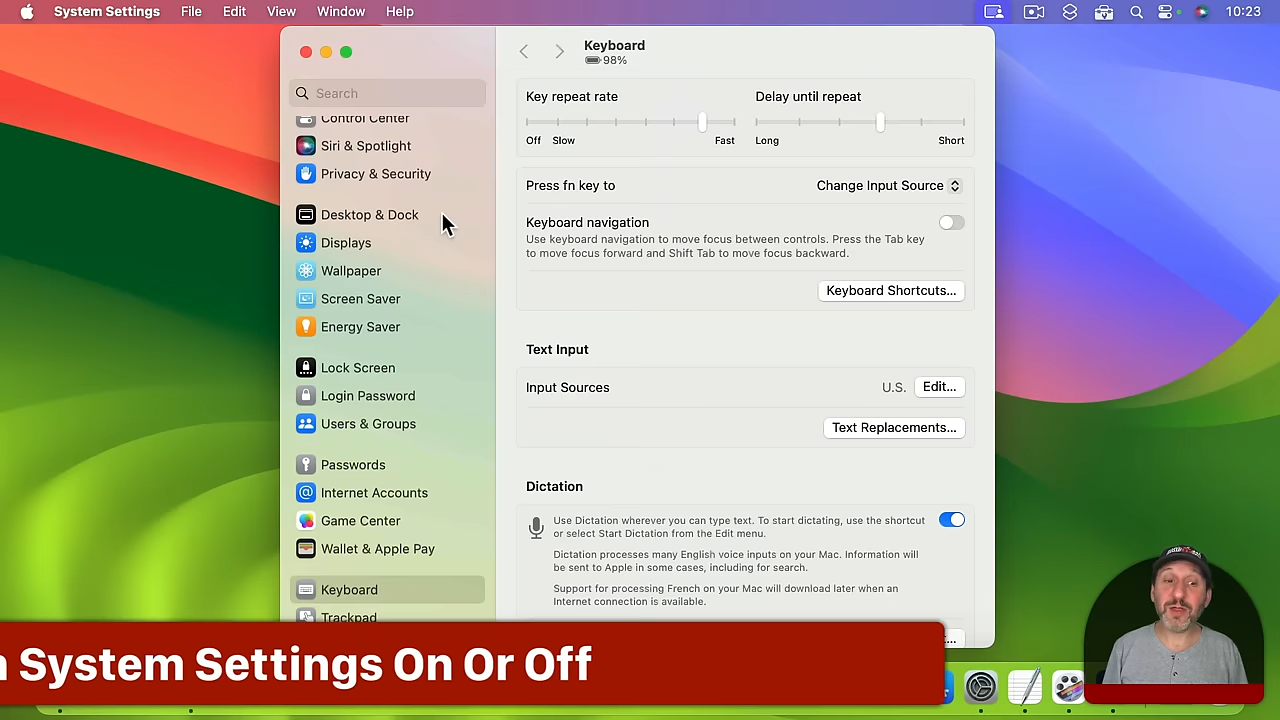 System Settings File Edit View Window Help 10:23
Keyboard
98%
Search
Control Center
Siri & Spotlight
Privacy & Security
Desktop & Dock
Displays
Wallpaper
Screen Saver
Energy Saver
Lock Screen
Login Password
Users & Groups
Passwords
Internet Accounts
Game Center
Wallet & Apple Pay
Keyboard
Trackpad
Key repeat rate Delay until repeat
Off Slow Fast Long Short
Press fn key to Change Input Source
Keyboard navigation
Use keyboard navigation to move focus between controls. Press the Tab key
to move focus forward and Shift Tab to move focus backward.
Keyboard Shortcuts...
Text Input
Input Sources U.S. Edit...
Text Replacements...
Dictation
Use Dictation wherever you can type text. To start dictating, use the shortcut
or select Start Dictation from the Edit menu.
Dictation processes many English voice inputs on your Mac. Information will
be sent to Apple in some cases, including for search.
Support for processing French on your Mac will download later when an
Internet connection is available.
System Settings On Or Off